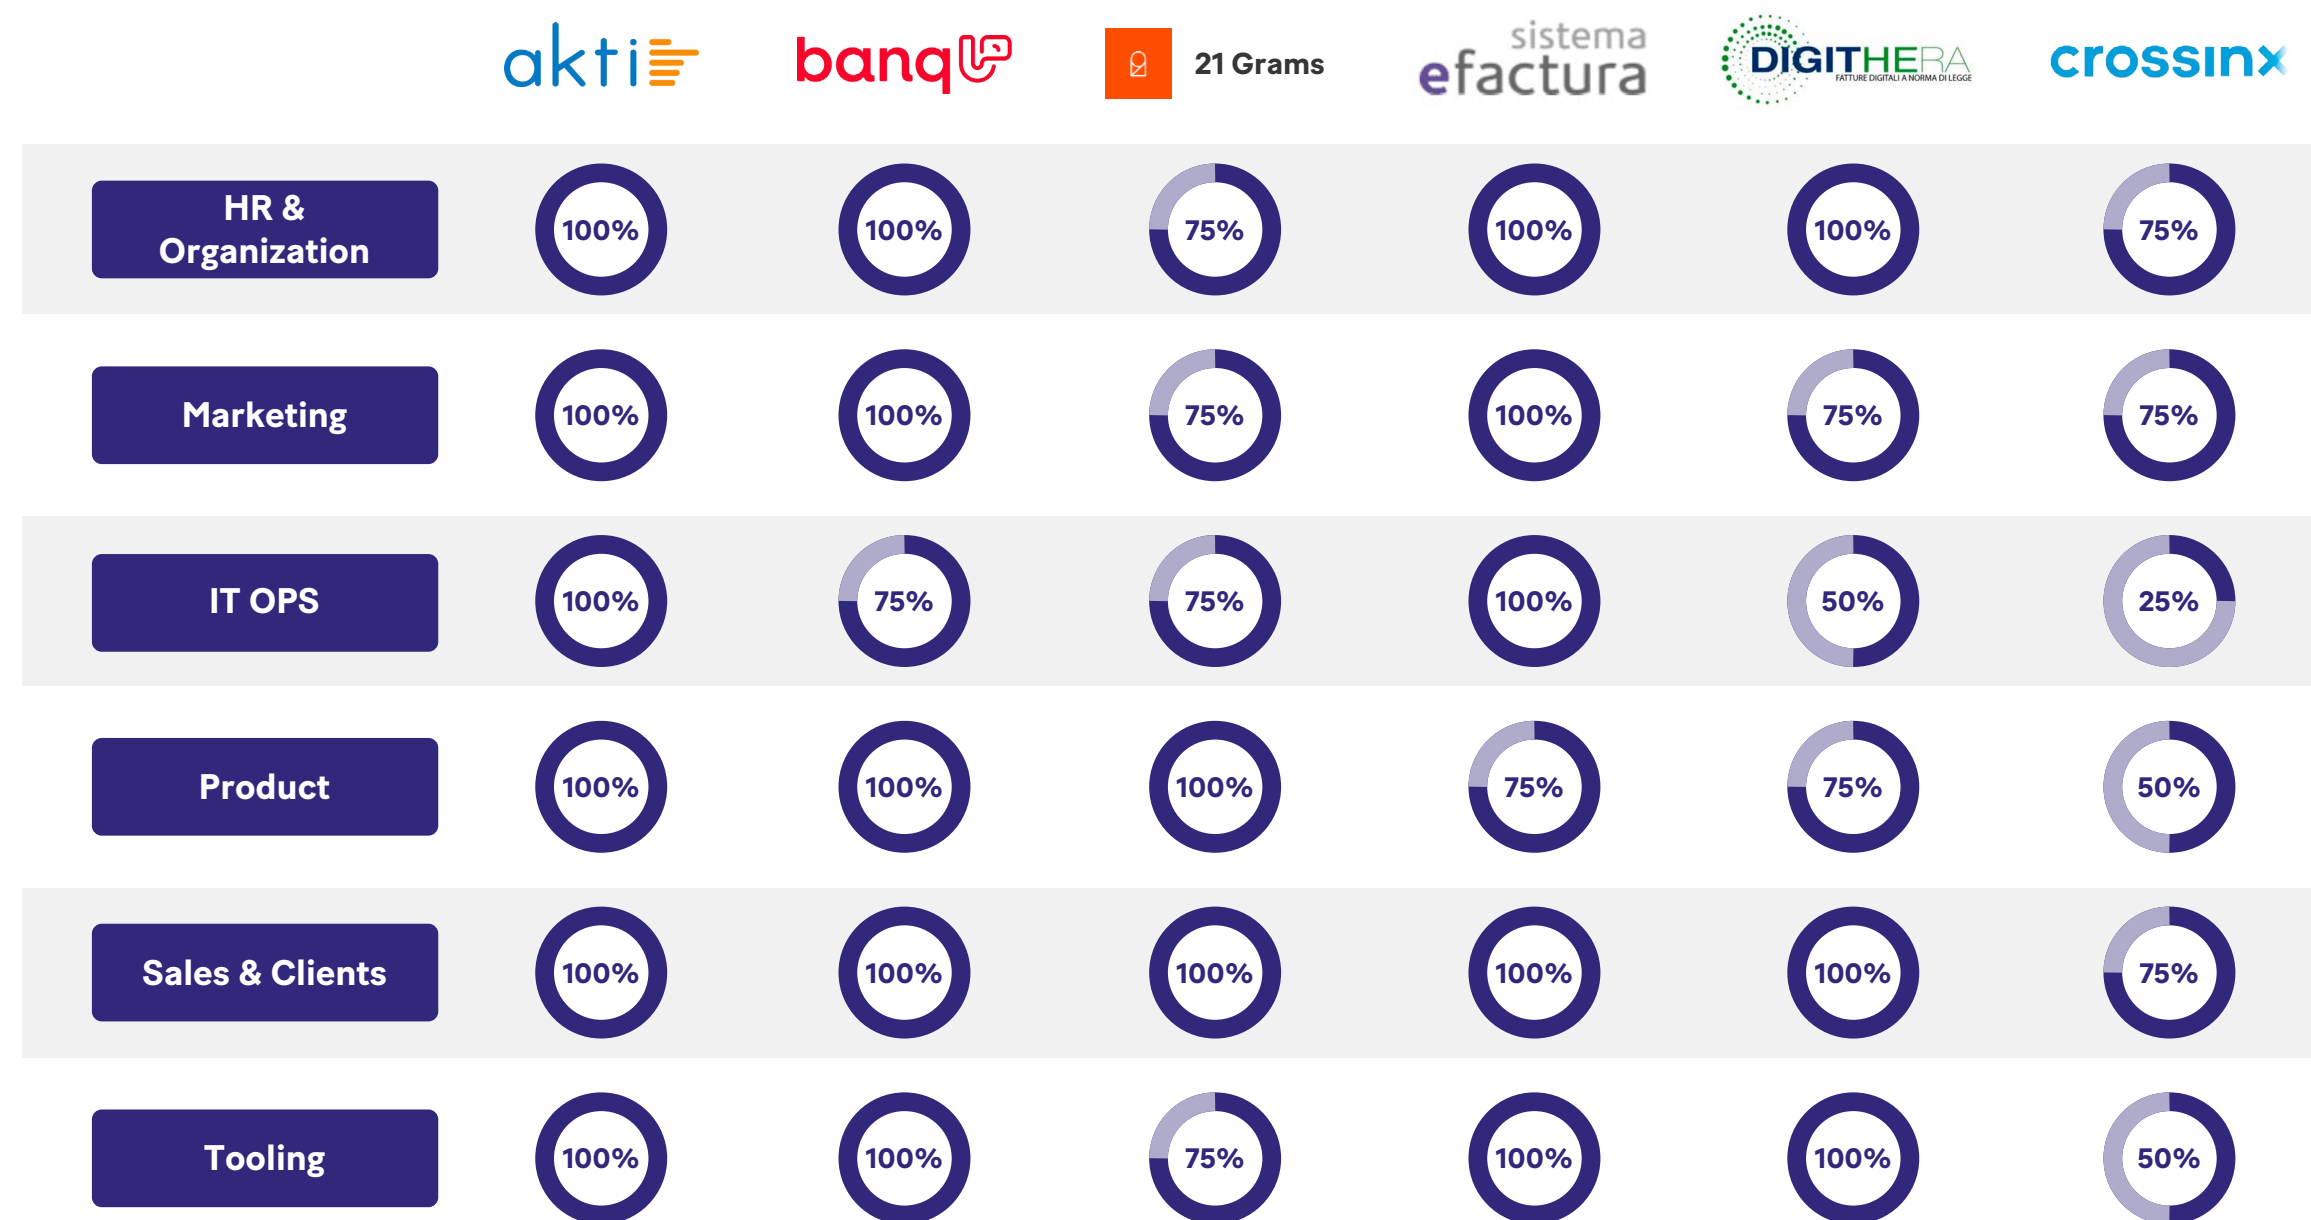 akti
banqUP
21 Grams
sistema
efactura
DIGITHERA
FATTURE DIGITALI A NORMA DI LEGGE
crossinx
HR &
Organization
100% 100% 75% 100% 100% 75%
Marketing
100% 100% 75% 100% 75% 75%
IT OPS
100% 75% 75% 100% 50% 25%
Product
100% 100% 100% 75% 75% 50%
Sales & Clients
100% 100% 100% 100% 100% 75%
Tooling
100% 100% 75% 100% 100% 50%